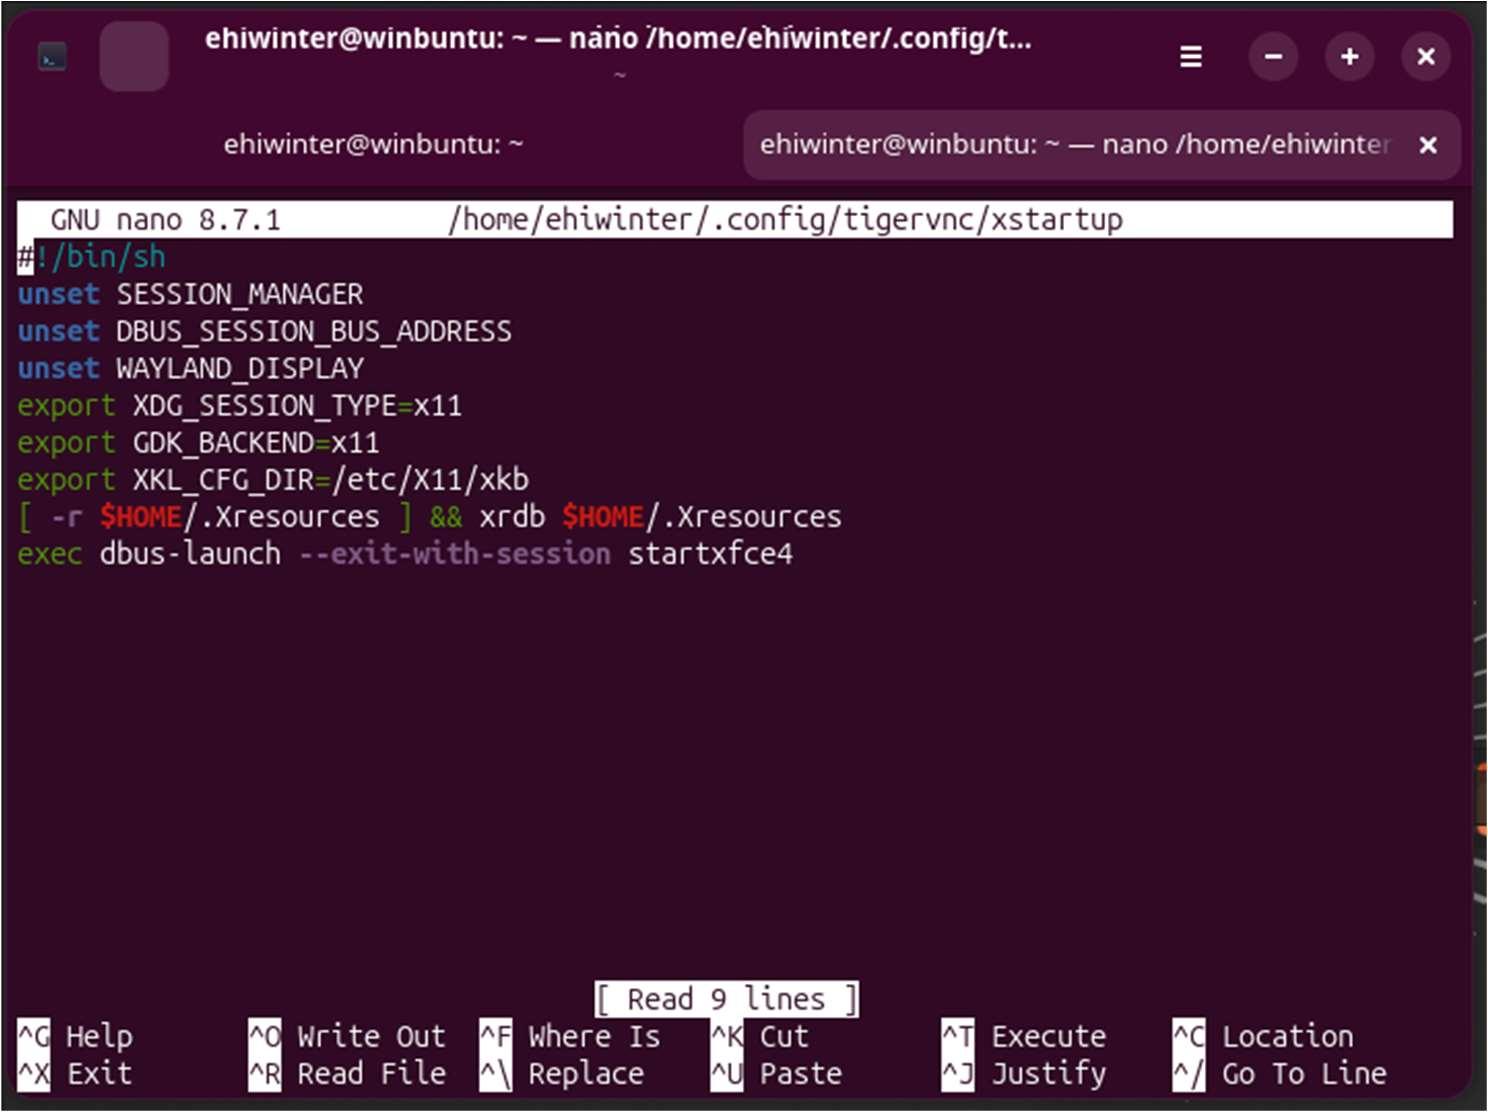 ehiwinter@winbuntu: ~ — nano /home/ehiwinter/.config/t...
~
ehiwinter@winbuntu: ~
ehiwinter@winbuntu: ~ — nano /home/ehiwinter
GNU nano 8.7.1 /home/ehiwinter/.config/tigervnc/xstartup
#!/bin/sh
unset SESSION_MANAGER
unset DBUS_SESSION_BUS_ADDRESS
unset WAYLAND_DISPLAY
export XDG_SESSION_TYPE=x11
export GDK_BACKEND=x11
export XKL_CFG_DIR=/etc/X11/xkb
[ -r $HOME/.Xresources ] && xrdb $HOME/.Xresources
exec dbus-launch --exit-with-session startxfce4
[ Read 9 lines ]
^G Help ^O Write Out ^F Where Is ^K Cut ^T Execute ^C Location
^X Exit ^R Read File ^\ Replace ^U Paste ^J Justify ^/ Go To Line